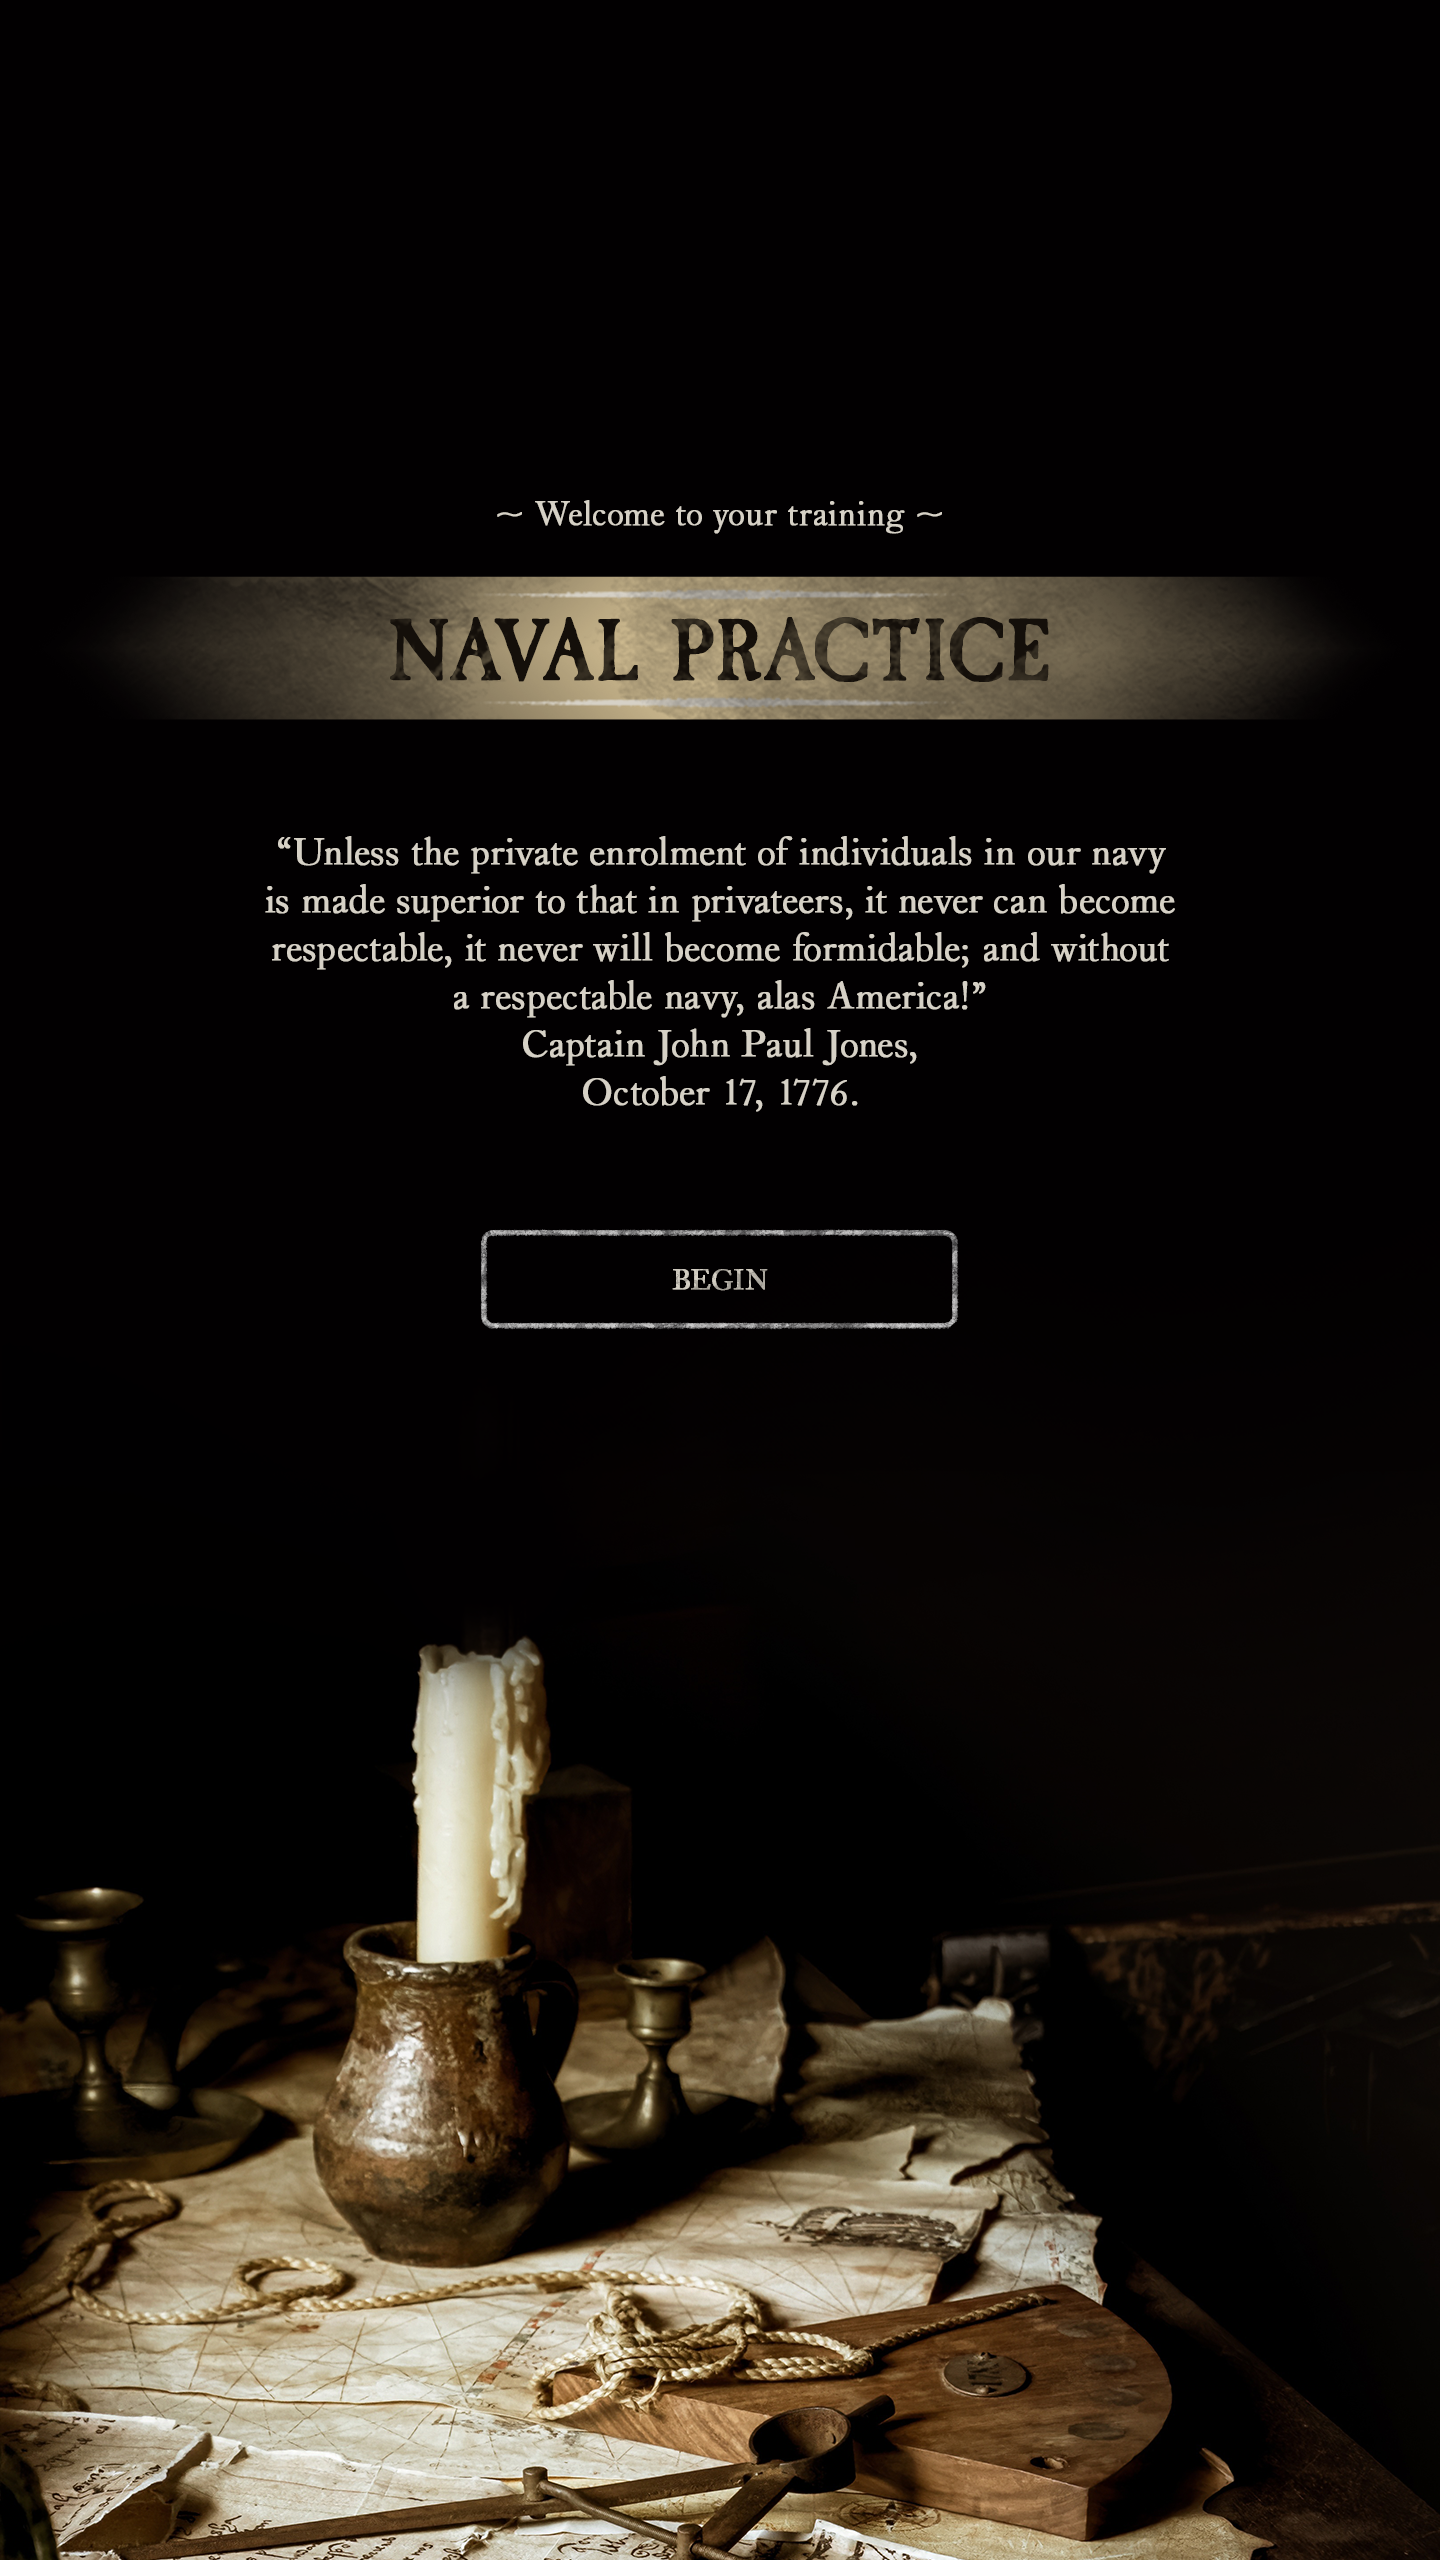 ~ Welcome to your training ~
NAVAL PRACTICE
“Unless the private enrolment of individuals in our navy
is made superior to that in privateers, it never can become
respectable, it never will become formidable; and without
a respectable navy, alas America!”
Captain John Paul Jones,
October 17, 1776.
BEGIN